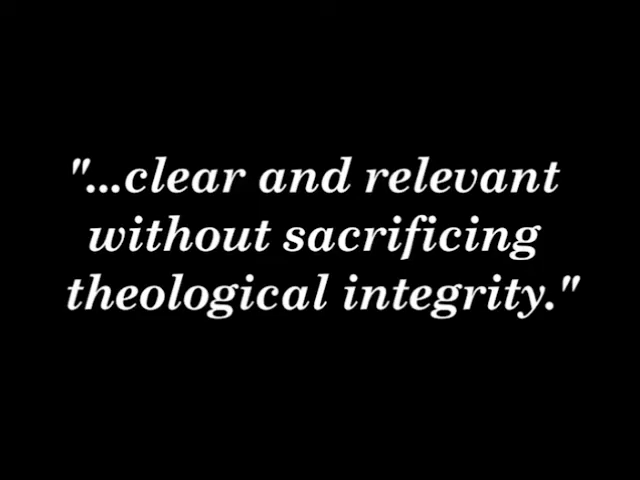 "...clear and relevant
without sacrificing
theological integrity."